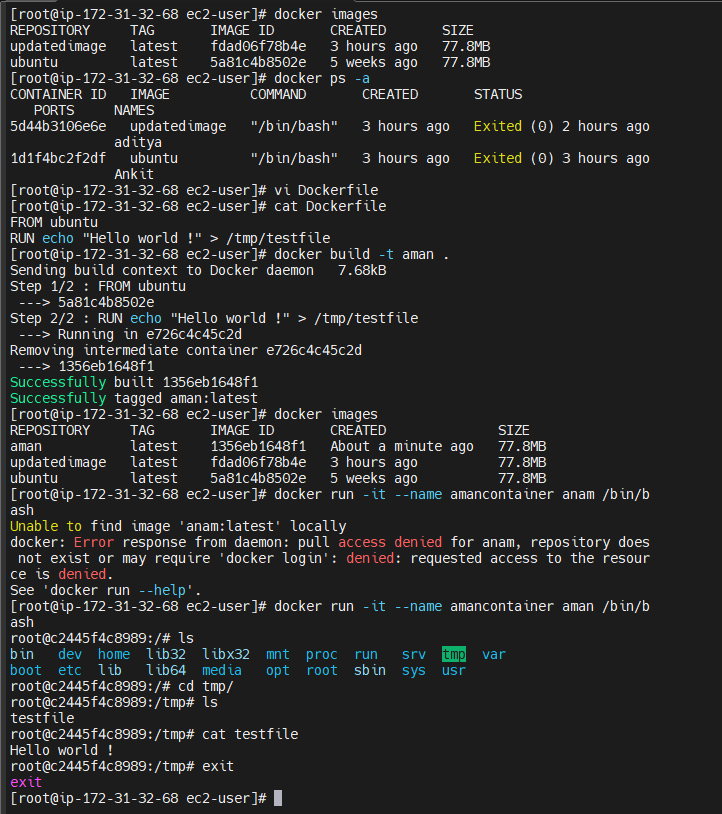 [root@ip-172-31-32-68 ec2-user]# docker images
REPOSITORY     TAG       IMAGE ID       CREATED       SIZE
updatedimage   latest    fdad06f78b4e   3 hours ago   77.8MB
ubuntu         latest    5a81c4b8502e   5 weeks ago   77.8MB
[root@ip-172-31-32-68 ec2-user]# docker ps -a
CONTAINER ID   IMAGE          COMMAND       CREATED       STATUS
   PORTS     NAMES
5d44b3106e6e   updatedimage   "/bin/bash"   3 hours ago   Exited (0) 2 hours ago
             aditya
1d1f4bc2f2df   ubuntu         "/bin/bash"   3 hours ago   Exited (0) 3 hours ago
             Ankit
[root@ip-172-31-32-68 ec2-user]# vi Dockerfile
[root@ip-172-31-32-68 ec2-user]# cat Dockerfile
FROM ubuntu
RUN echo "Hello world !" > /tmp/testfile
[root@ip-172-31-32-68 ec2-user]# docker build -t aman .
Sending build context to Docker daemon   7.68kB
Step 1/2 : FROM ubuntu
 ---> 5a81c4b8502e
Step 2/2 : RUN echo "Hello world !" > /tmp/testfile
 ---> Running in e726c4c45c2d
Removing intermediate container e726c4c45c2d
 ---> 1356eb1648f1
Successfully built 1356eb1648f1
Successfully tagged aman:latest
[root@ip-172-31-32-68 ec2-user]# docker images
REPOSITORY     TAG       IMAGE ID       CREATED              SIZE
aman           latest    1356eb1648f1   About a minute ago   77.8MB
updatedimage   latest    fdad06f78b4e   3 hours ago          77.8MB
ubuntu         latest    5a81c4b8502e   5 weeks ago          77.8MB
[root@ip-172-31-32-68 ec2-user]# docker run -it --name amancontainer anam /bin/b
ash
Unable to find image 'anam:latest' locally
docker: Error response from daemon: pull access denied for anam, repository does
 not exist or may require 'docker login': denied: requested access to the resour
ce is denied.
See 'docker run --help'.
[root@ip-172-31-32-68 ec2-user]# docker run -it --name amancontainer aman /bin/b
ash
root@c2445f4c8989:/# ls
bin   dev  home  lib32  libx32  mnt  proc  run   srv  tmp  var
boot  etc  lib   lib64  media   opt  root  sbin  sys  usr
root@c2445f4c8989:/# cd tmp/
root@c2445f4c8989:/tmp# ls
testfile
root@c2445f4c8989:/tmp# cat testfile
Hello world !
root@c2445f4c8989:/tmp# exit
exit
[root@ip-172-31-32-68 ec2-user]#